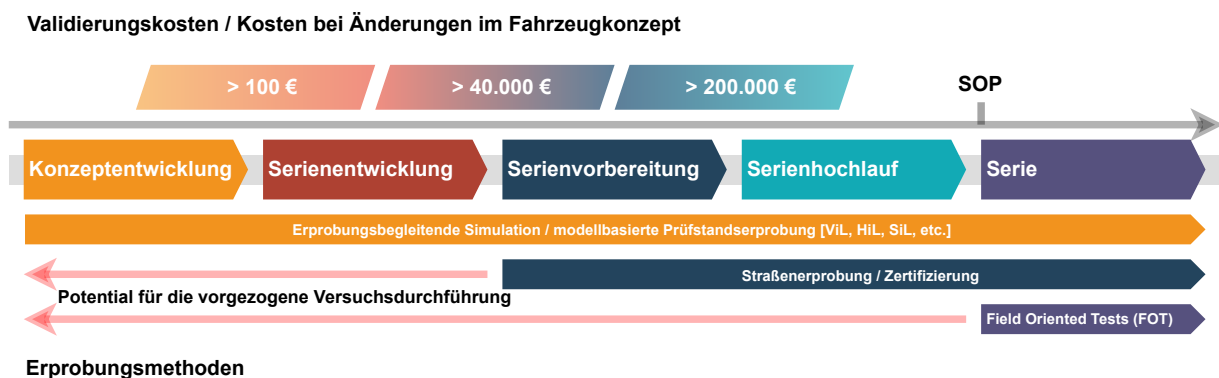 Validierungskosten / Kosten bei Änderungen im Fahrzeugkonzept
> 100 €
> 40.000 €
> 200.000 €
SOP
Konzeptentwicklung
Serienentwicklung
Serienvorbereitung
Serienhochlauf
Serie
Erprobungsbegleitende Simulation / modellbasierte Prüfstandserprobung [ViL, HiL, SiL, etc.]
Straßenerprobung / Zertifizierung
Potential für die vorgezogene Versuchsdurchführung
Field Oriented Tests (FOT)
Erprobungsmethoden